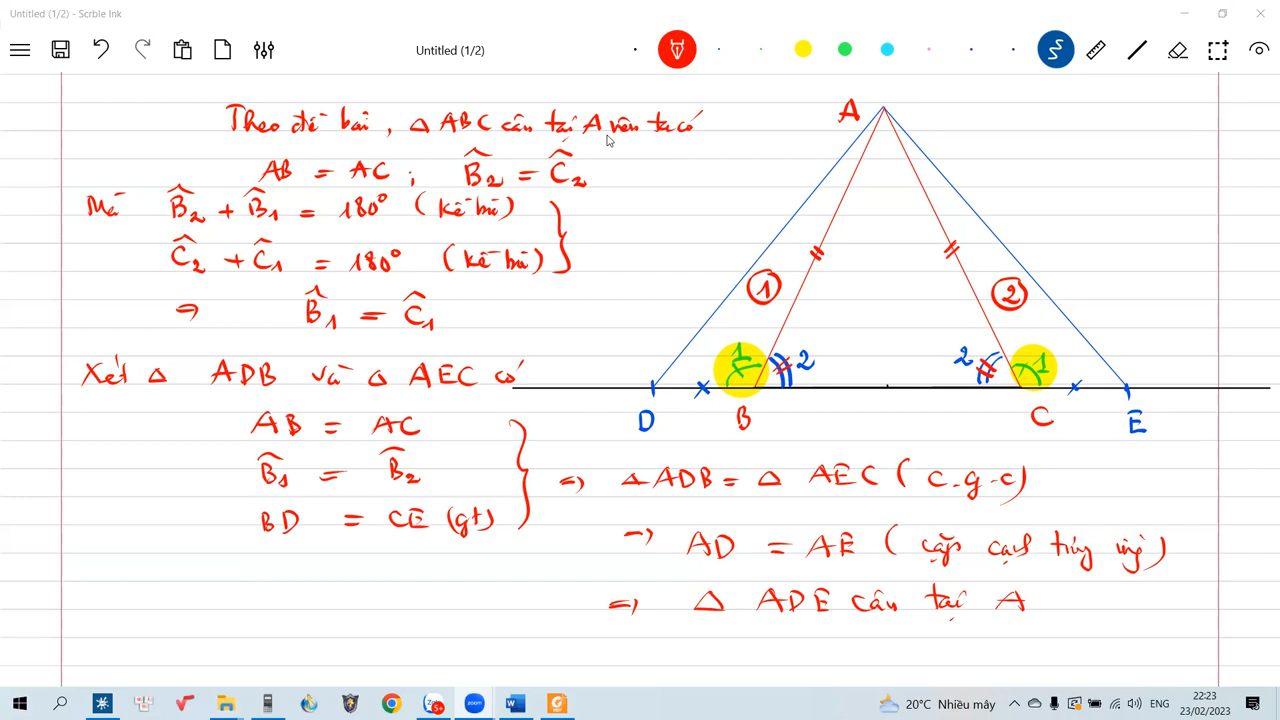 Untitled (1/2) - Scrble Ink
Untitled (1/2)
Theo đề bài, Δ ABC cân tại A nên ta có
AB = AC ; B̂2 = Ĉ2
Mà B̂2 + B̂1 = 180° (kề bù)
Ĉ2 + Ĉ1 = 180° (kề bù)
⇒ B̂1 = Ĉ1
Xét Δ ADB và Δ AEC có
AB = AC
B̂1 = B̂2
BD = CE (gt)
⇒ Δ ADB = Δ AEC (c-g-c)
⇒ AD = AE (cặp cạnh tương ứng)
⇒ Δ ADE cân tại A
A
1 2
1 2 2 1
D B C E
5+
20°C Nhiều mây
22:23
23/02/2023